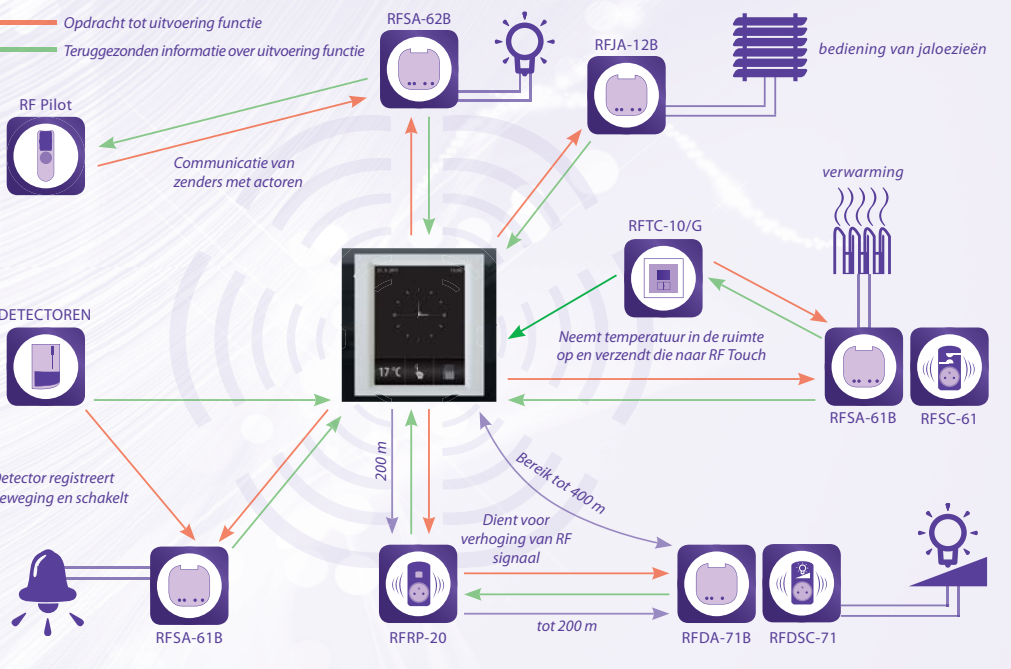 Opdracht tot uitvoering functie
Teruggezonden informatie over uitvoering functie
RFSA-62B
RFJA-12B
bediening van jaloezieën
RF Pilot
Communicatie van
zenders met actoren
verwarming
RFTC-10/G
DETECTOREN
Neemt temperatuur in de ruimte
op en verzendt die naar RF Touch
17 °C
RFSA-61B
RFSC-61
200 m
Bereik tot 400 m
Detector registreert
beweging en schakelt
Dient voor
verhoging van RF
signaal
tot 200 m
RFSA-61B
RFRP-20
RFDA-71B
RFDSC-71